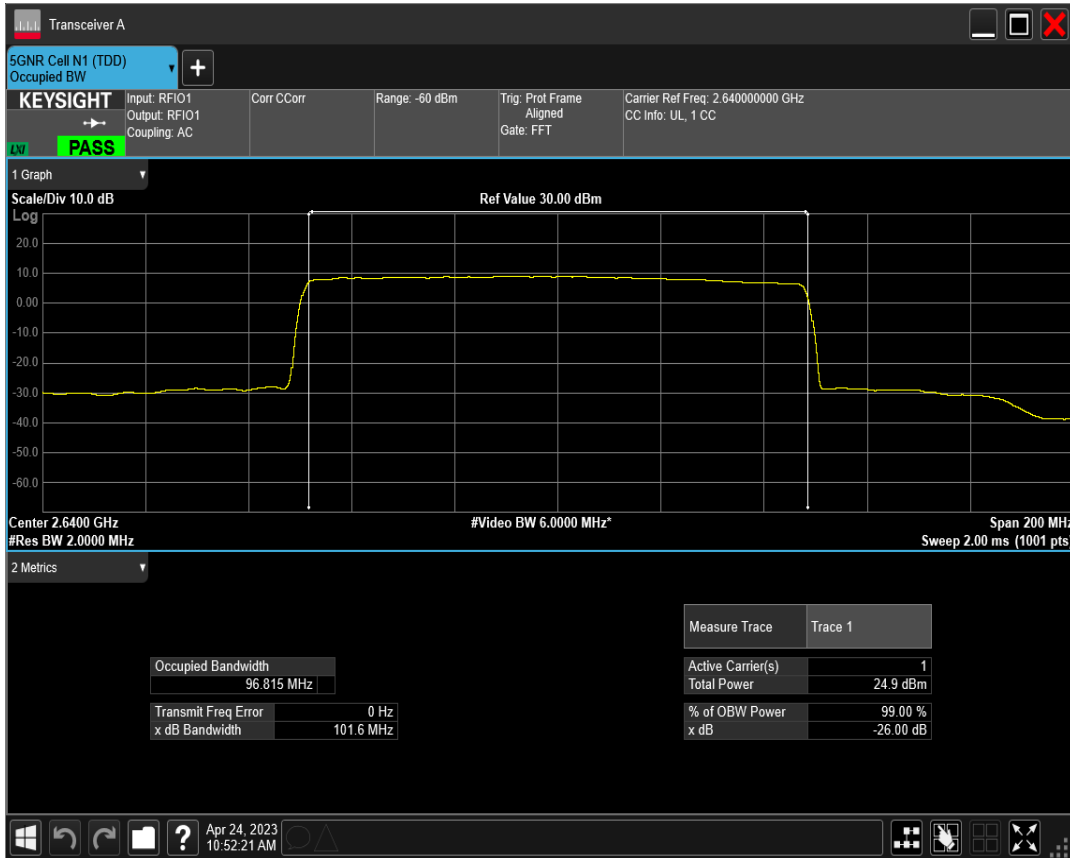 Transceiver A
5GNR Cell N1 (TDD)
Occupied BW
+
KEYSIGHT
LXI
PASS
Input: RFIO1
Output: RFIO1
Coupling: AC
Corr CCorr
Range: -60 dBm
Trig: Prot Frame
Aligned
Gate: FFT
Carrier Ref Freq: 2.640000000 GHz
CC Info: UL, 1 CC
1 Graph
Scale/Div 10.0 dB
Ref Value 30.00 dBm
Log
20.0
10.0
0.00
-10.0
-20.0
-30.0
-40.0
-50.0
-60.0
Center 2.6400 GHz
#Video BW 6.0000 MHz*
Span 200 MHz
#Res BW 2.0000 MHz
Sweep 2.00 ms (1001 pts)
2 Metrics
Measure Trace Trace 1
Occupied Bandwidth
96.815 MHz
Active Carrier(s) 1
Total Power 24.9 dBm
Transmit Freq Error 0 Hz
x dB Bandwidth 101.6 MHz
% of OBW Power 99.00 %
x dB -26.00 dB
?
Apr 24, 2023
10:52:21 AM